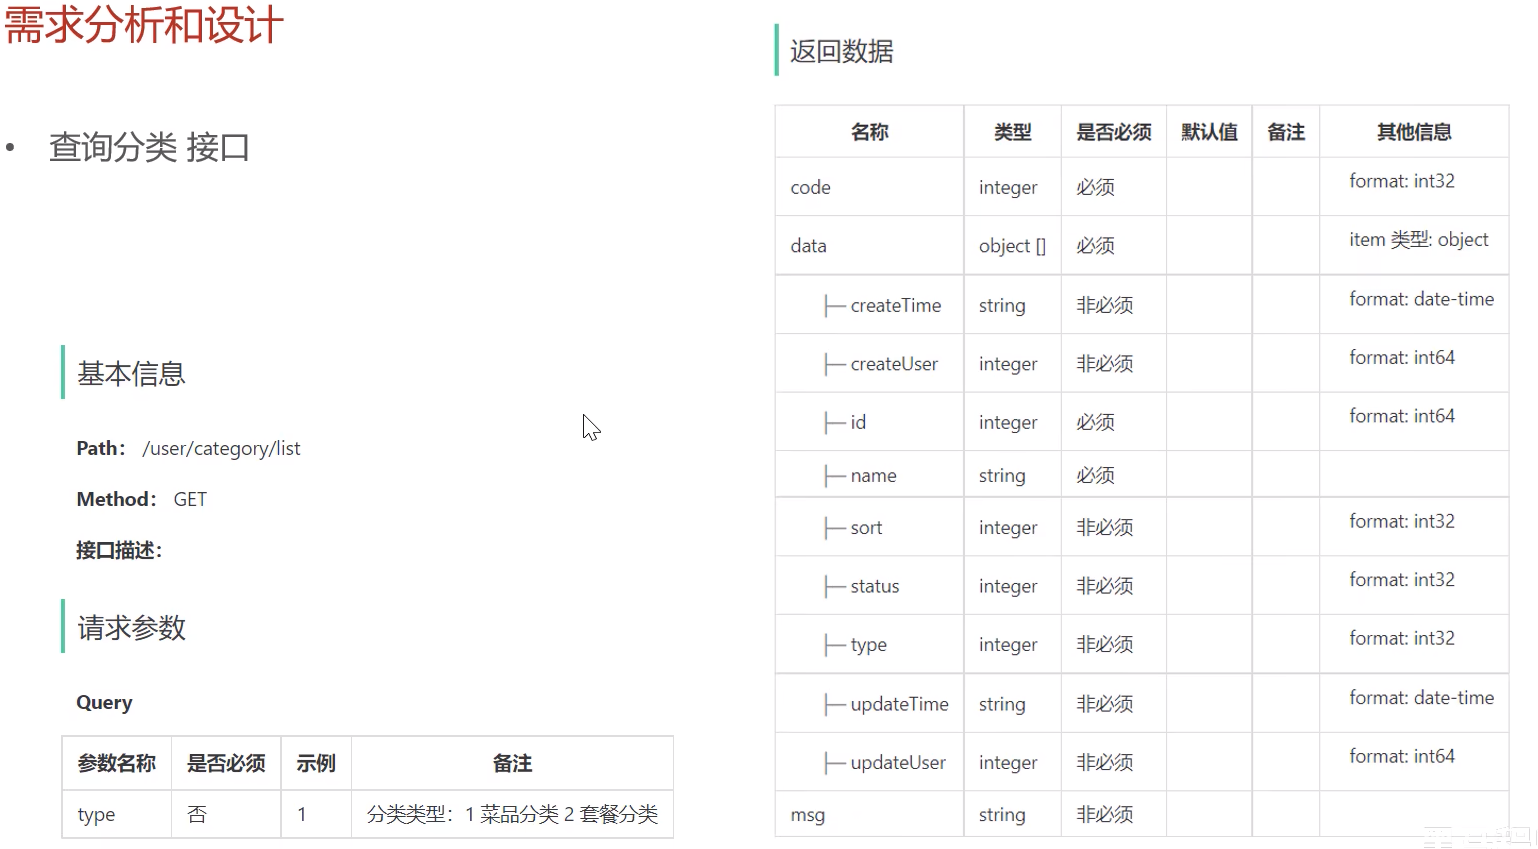 需求分析和设计
• 查询分类 接口
基本信息
Path： /user/category/list
Method： GET
接口描述：
请求参数
Query
参数名称 是否必须 示例 备注
type 否 1 分类类型：1 菜品分类 2 套餐分类
返回数据
名称 类型 是否必须 默认值 备注 其他信息
code integer 必须 format: int32
data object [] 必须 item 类型: object
├─ createTime string 非必须 format: date-time
├─ createUser integer 非必须 format: int64
├─ id integer 必须 format: int64
├─ name string 必须
├─ sort integer 非必须 format: int32
├─ status integer 非必须 format: int32
├─ type integer 非必须 format: int32
├─ updateTime string 非必须 format: date-time
├─ updateUser integer 非必须 format: int64
msg string 非必须